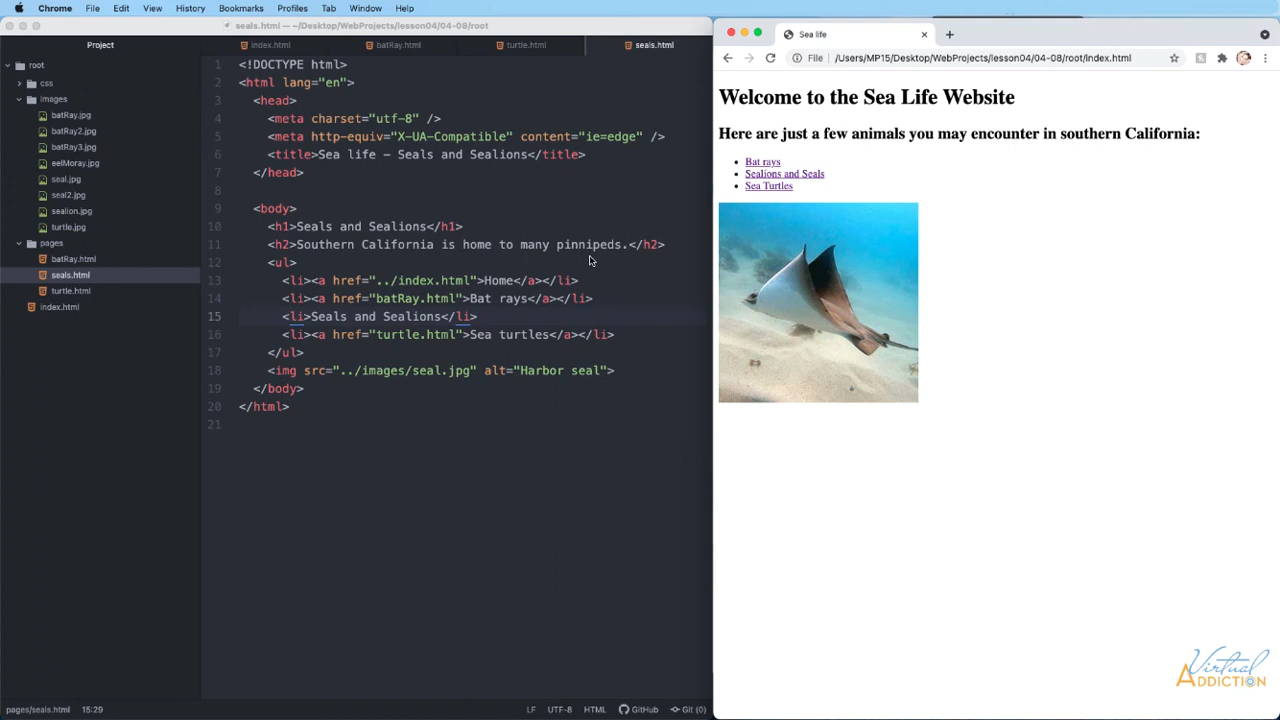 Chrome File Edit View History Bookmarks Profiles Tab Window Help
seals.html — ~/Desktop/WebProjects/lesson04/04-08/root
Project
index.html batRay.html turtle.html seals.html
root
css
images
batRay.jpg
batRay2.jpg
batRay3.jpg
eelMoray.jpg
seal.jpg
seal2.jpg
sealion.jpg
turtle.jpg
pages
batRay.html
seals.html
turtle.html
index.html
1 <!DOCTYPE html>
2 <html lang="en">
3 <head>
4 <meta charset="utf-8" />
5 <meta http-equiv="X-UA-Compatible" content="ie=edge" />
6 <title>Sea life - Seals and Sealions</title>
7 </head>
8
9 <body>
10 <h1>Seals and Sealions</h1>
11 <h2>Southern California is home to many pinnipeds.</h2>
12 <ul>
13 <li><a href="../index.html">Home</a></li>
14 <li><a href="batRay.html">Bat rays</a></li>
15 <li>Seals and Sealions</li>
16 <li><a href="turtle.html">Sea turtles</a></li>
17 </ul>
18 <img src="../images/seal.jpg" alt="Harbor seal">
19 </body>
20 </html>
21
pages/seals.html 15:29 LF UTF-8 HTML GitHub Git (0)
Sea life
File /Users/MP15/Desktop/WebProjects/lesson04/04-08/root/index.html
Welcome to the Sea Life Website
Here are just a few animals you may encounter in southern California:
Bat rays
Sealions and Seals
Sea Turtles
Virtual
ADDICTION